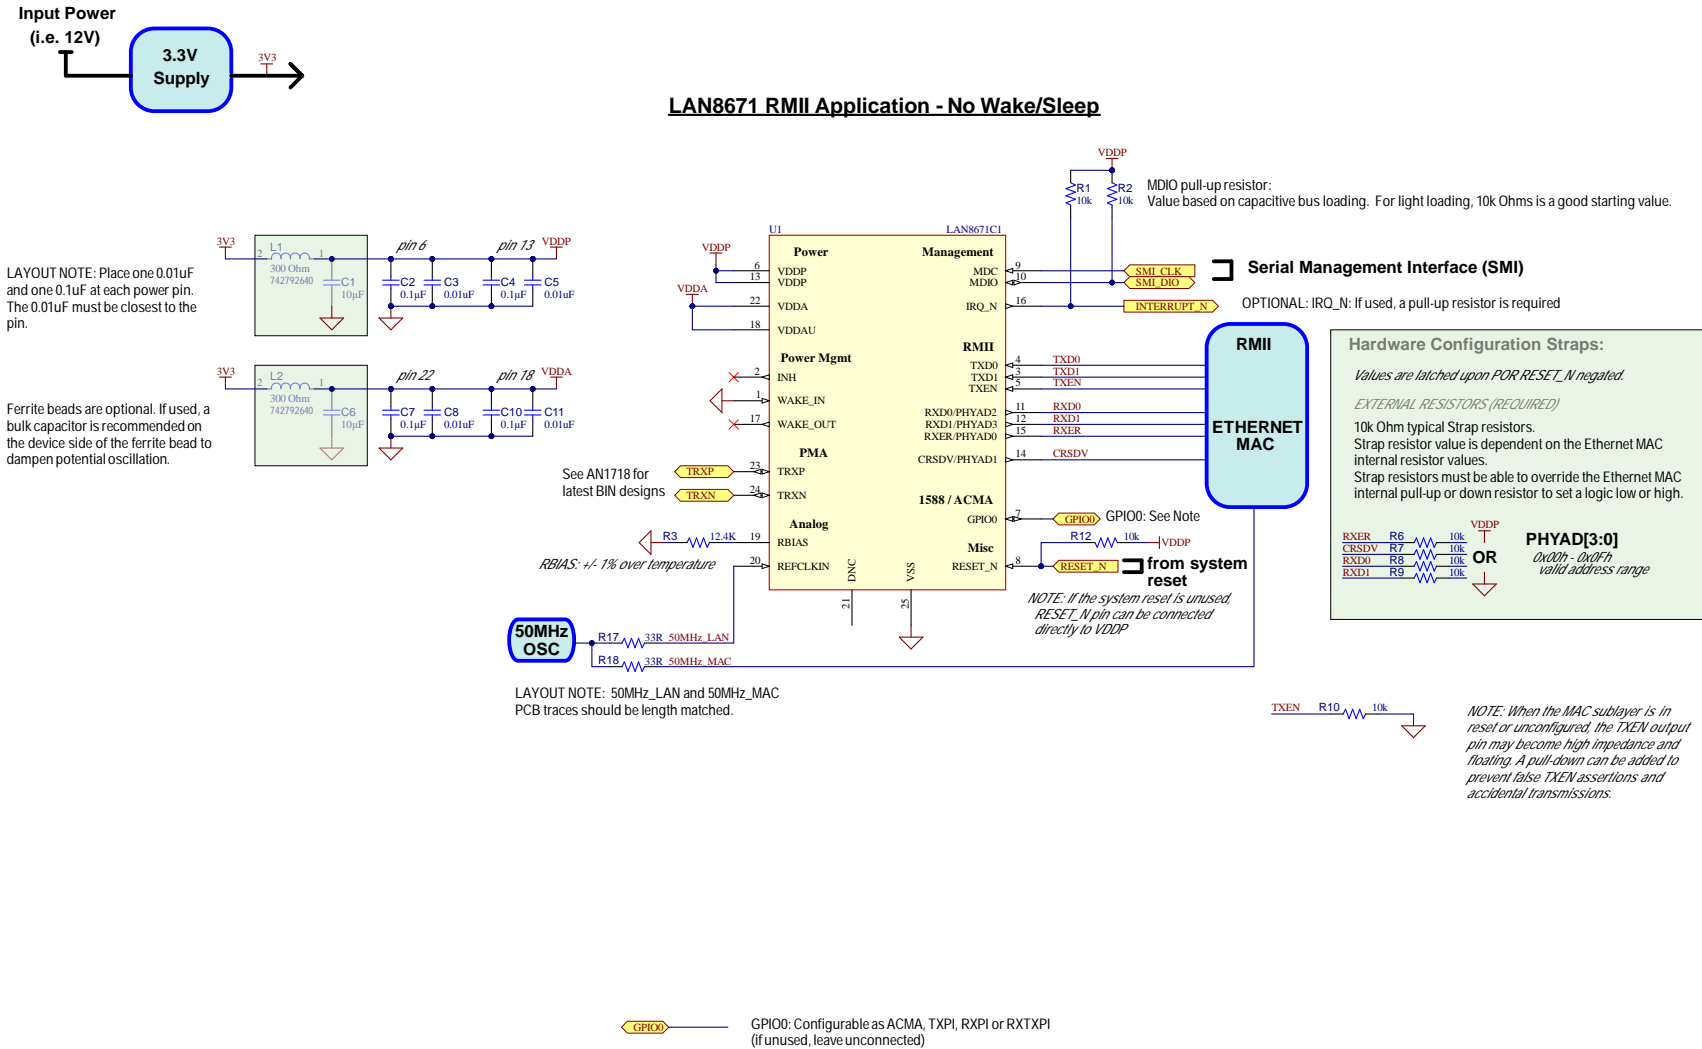 Input Power
(i.e. 12V)
3.3V
Supply
3V3
LAN8671 RMII Application - No Wake/Sleep
VDDP
R1
10k
R2
10k
MDIO pull-up resistor:
Value based on capacitive bus loading. For light loading, 10k Ohms is a good starting value.
LAYOUT NOTE: Place one 0.01uF
and one 0.1uF at each power pin.
The 0.01uF must be closest to the
pin.
3V3
2
L1
1
300 Ohm
742792640
C1
10µF
pin 6
pin 13
VDDP
C2
0.1µF
C3
0.01uF
C4
0.1µF
C5
0.01uF
Ferrite beads are optional. If used, a
bulk capacitor is recommended on
the device side of the ferrite bead to
dampen potential oscillation.
3V3
2
L2
1
300 Ohm
742792640
C6
10µF
pin 22
pin 18
VDDA
C7
0.1µF
C8
0.01uF
C10
0.1µF
C11
0.01uF
U1
LAN8671C1
VDDP
VDDA
Power
6 VDDP
13 VDDP
22 VDDA
18 VDDAU
Power Mgmt
2 INH
1 WAKE_IN
17 WAKE_OUT
PMA
See AN1718 for
latest BIN designs
TRXP 23 TRXP
TRXN 24 TRXN
Analog
R3 12.4K 19 RBIAS
RBIAS: +/- 1% over temperature
20 REFCLKIN
DNC
21
VSS
25
Management
MDC 9 SMI_CLK
MDIO 10 SMI_DIO
IRQ_N 16 INTERRUPT_N
Serial Management Interface (SMI)
OPTIONAL: IRQ_N: If used, a pull-up resistor is required
RMII
TXD0 4 TXD0
TXD1 3 TXD1
TXEN 5 TXEN
RXD0/PHYAD2 11 RXD0
RXD1/PHYAD3 12 RXD1
RXER/PHYAD0 15 RXER
CRSDV/PHYAD1 14 CRSDV
1588 / ACMA
GPIO0 7 GPIO0 GPIO0: See Note
Misc
R12 10k VDDP
RESET_N 8 RESET_N
from system
reset
NOTE: If the system reset is unused,
RESET_N pin can be connected
directly to VDDP
RMII
ETHERNET
MAC
Hardware Configuration Straps:
Values are latched upon POR RESET_N negated.
EXTERNAL RESISTORS (REQUIRED)
10k Ohm typical Strap resistors.
Strap resistor value is dependent on the Ethernet MAC
internal resistor values.
Strap resistors must be able to override the Ethernet MAC
internal pull-up or down resistor to set a logic low or high.
RXER R6 10k
CRSDV R7 10k
RXD0 R8 10k
RXD1 R9 10k
VDDP
OR
PHYAD[3:0]
0x00h - 0x0Fh
valid address range
50MHz
OSC
R17 33R 50MHz_LAN
R18 33R 50MHz_MAC
LAYOUT NOTE: 50MHz_LAN and 50MHz_MAC
PCB traces should be length matched.
TXEN R10 10k
NOTE: When the MAC sublayer is in
reset or unconfigured, the TXEN output
pin may become high impedance and
floating. A pull-down can be added to
prevent false TXEN assertions and
accidental transmissions.
GPIO0
GPIO0: Configurable as ACMA, TXPI, RXPI or RXTXPI
(if unused, leave unconnected)